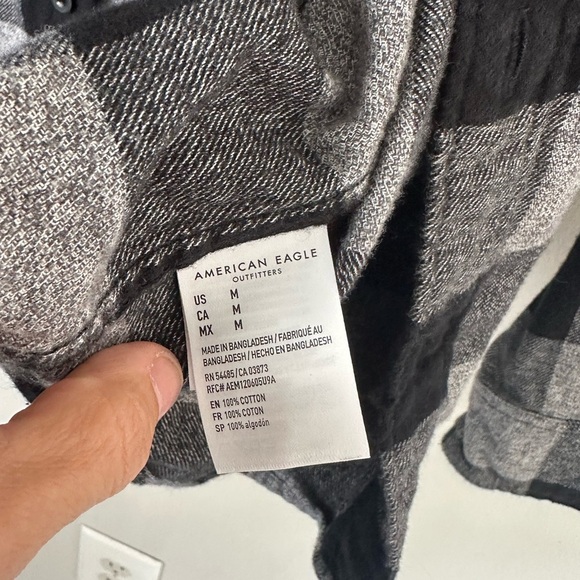 AMERICAN EAGLE
OUTFITTERS
US M
CA M
MX M
MADE IN BANGLADESH / FABRIQUÉ AU
BANGLADESH / HECHO EN BANGLADESH
RN 54485 / CA 03873
RFC# AEM120605U9A
EN 100% COTTON
FR 100% COTON
SP 100% algodón